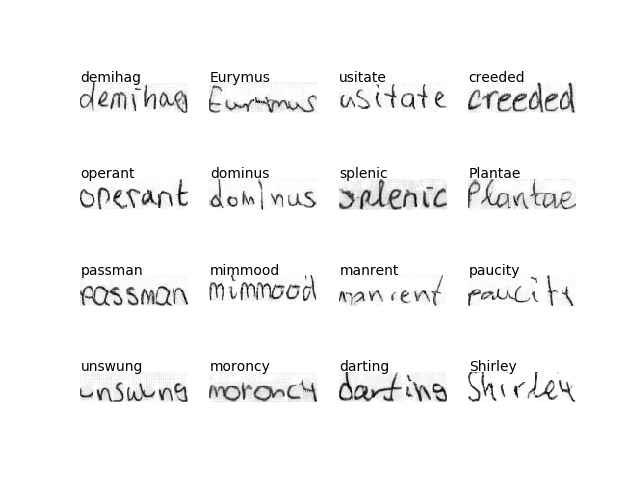 demihag Eurymus usitate creeded
demihag Eurymus usitate creeded
operant dominus splenic Plantae
operant dominus splenic Plantae
passman mimmood manrent paucity
passman mimmood manrent paucity
unswung moroncy darting Shirley
unswung moroncy darting Shirley